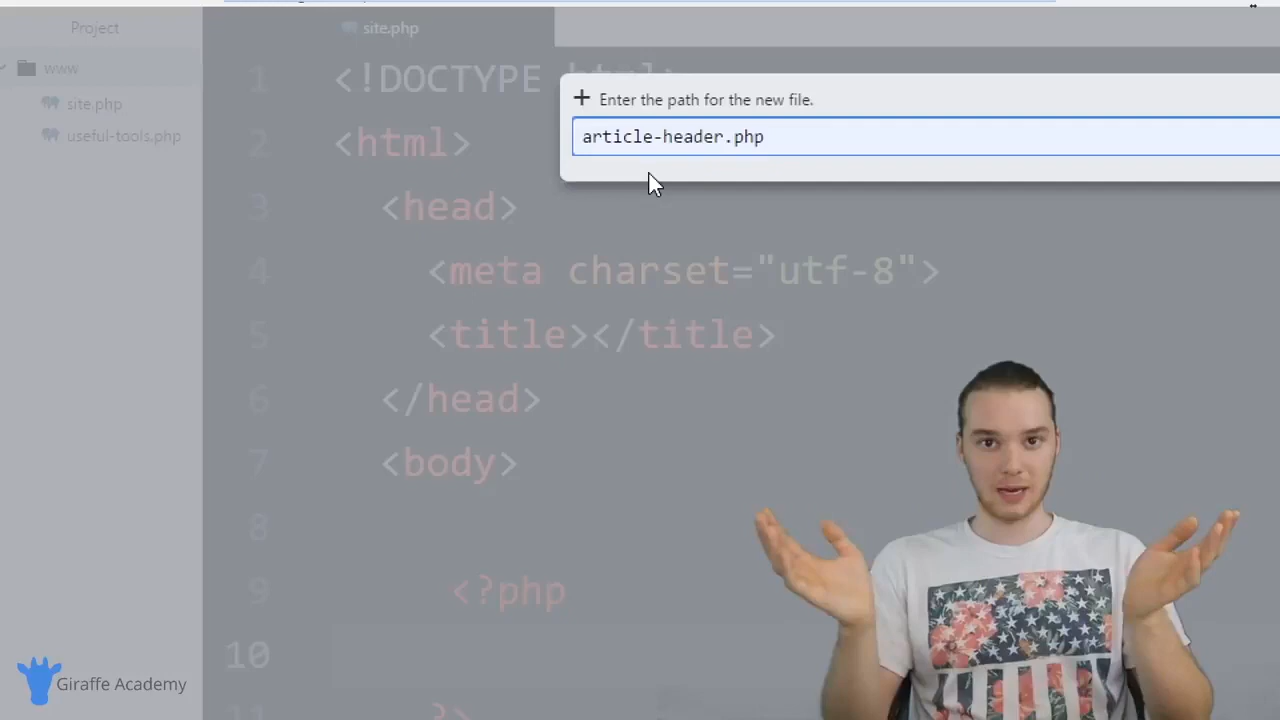 Project
site.php
www
site.php
useful-tools.php
Enter the path for the new file.
article-header.php
1 <!DOCTYPE html>
2 <html>
3 <head>
4 <meta charset="utf-8">
5 <title></title>
6 </head>
7 <body>
8
9 <?php
10
11 ?>
Giraffe Academy